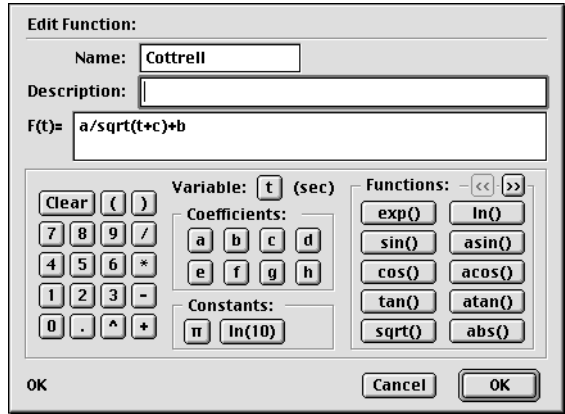 Edit Function:
Name: Cottrell
Description:
F(t)= a/sqrt(t+c)+b
Variable: t (sec)
Functions: << >>
Clear ( )
7 8 9 /
4 5 6 *
1 2 3 -
0 . ^ +
Coefficients:
a b c d
e f g h
Constants:
π ln(10)
exp() ln()
sin() asin()
cos() acos()
tan() atan()
sqrt() abs()
OK
Cancel OK